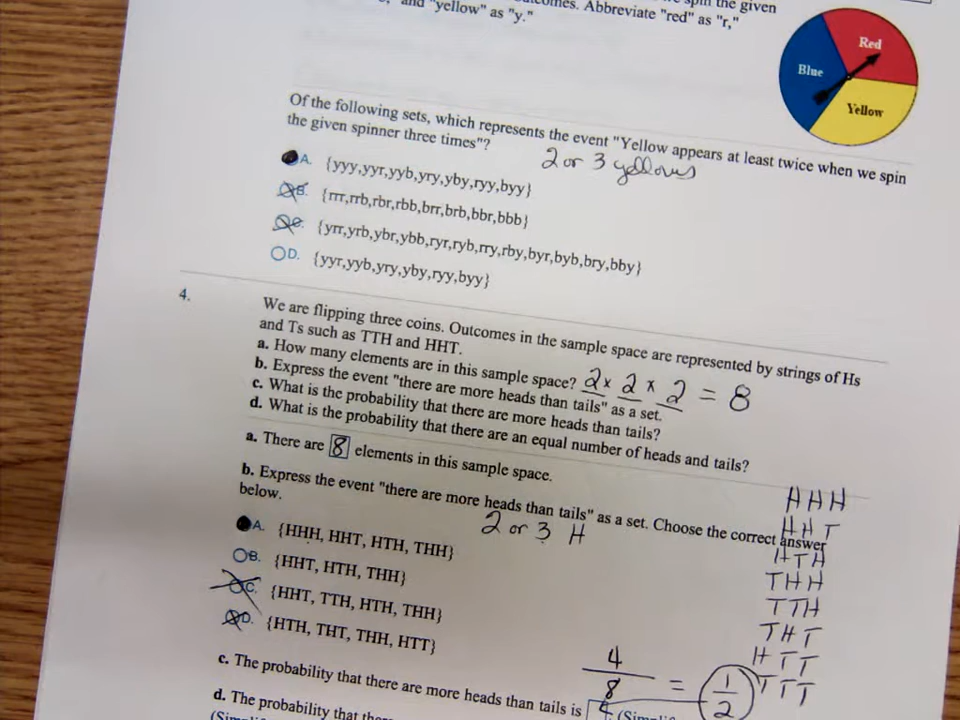 spin the given
outcomes. Abbreviate "red" as "r,"
and "yellow" as "y."
Red
Blue
Yellow
Of the following sets, which represents the event "Yellow appears at least twice when we spin
the given spinner three times"?
2 or 3 yellows
A. {yyy,yyr,yyb,yry,yby,ryy,byy}
B. {rrr,rrb,rbr,rbb,brr,brb,bbr,bbb}
C. {yrr,yrb,ybr,ybb,ryr,ryb,rry,rby,byr,byb,bry,bby}
D. {yyr,yyb,yry,yby,ryy,byy}
4.
We are flipping three coins. Outcomes in the sample space are represented by strings of Hs
and Ts such as TTH and HHT.
a. How many elements are in this sample space? 2 x 2 x 2 = 8
b. Express the event "there are more heads than tails" as a set.
c. What is the probability that there are more heads than tails?
d. What is the probability that there are an equal number of heads and tails?
a. There are 8 elements in this sample space.
b. Express the event "there are more heads than tails" as a set. Choose the correct answer
below.
2 or 3 H
A. {HHH, HHT, HTH, THH}
B. {HHT, HTH, THH}
C. {HHT, TTH, HTH, THH}
D. {HTH, THT, THH, HTT}
HHH
HHT
HTH
THH
TTH
THT
HTT
TTT
4/8 = 1/2
c. The probability that there are more heads than tails is
d. The probability that